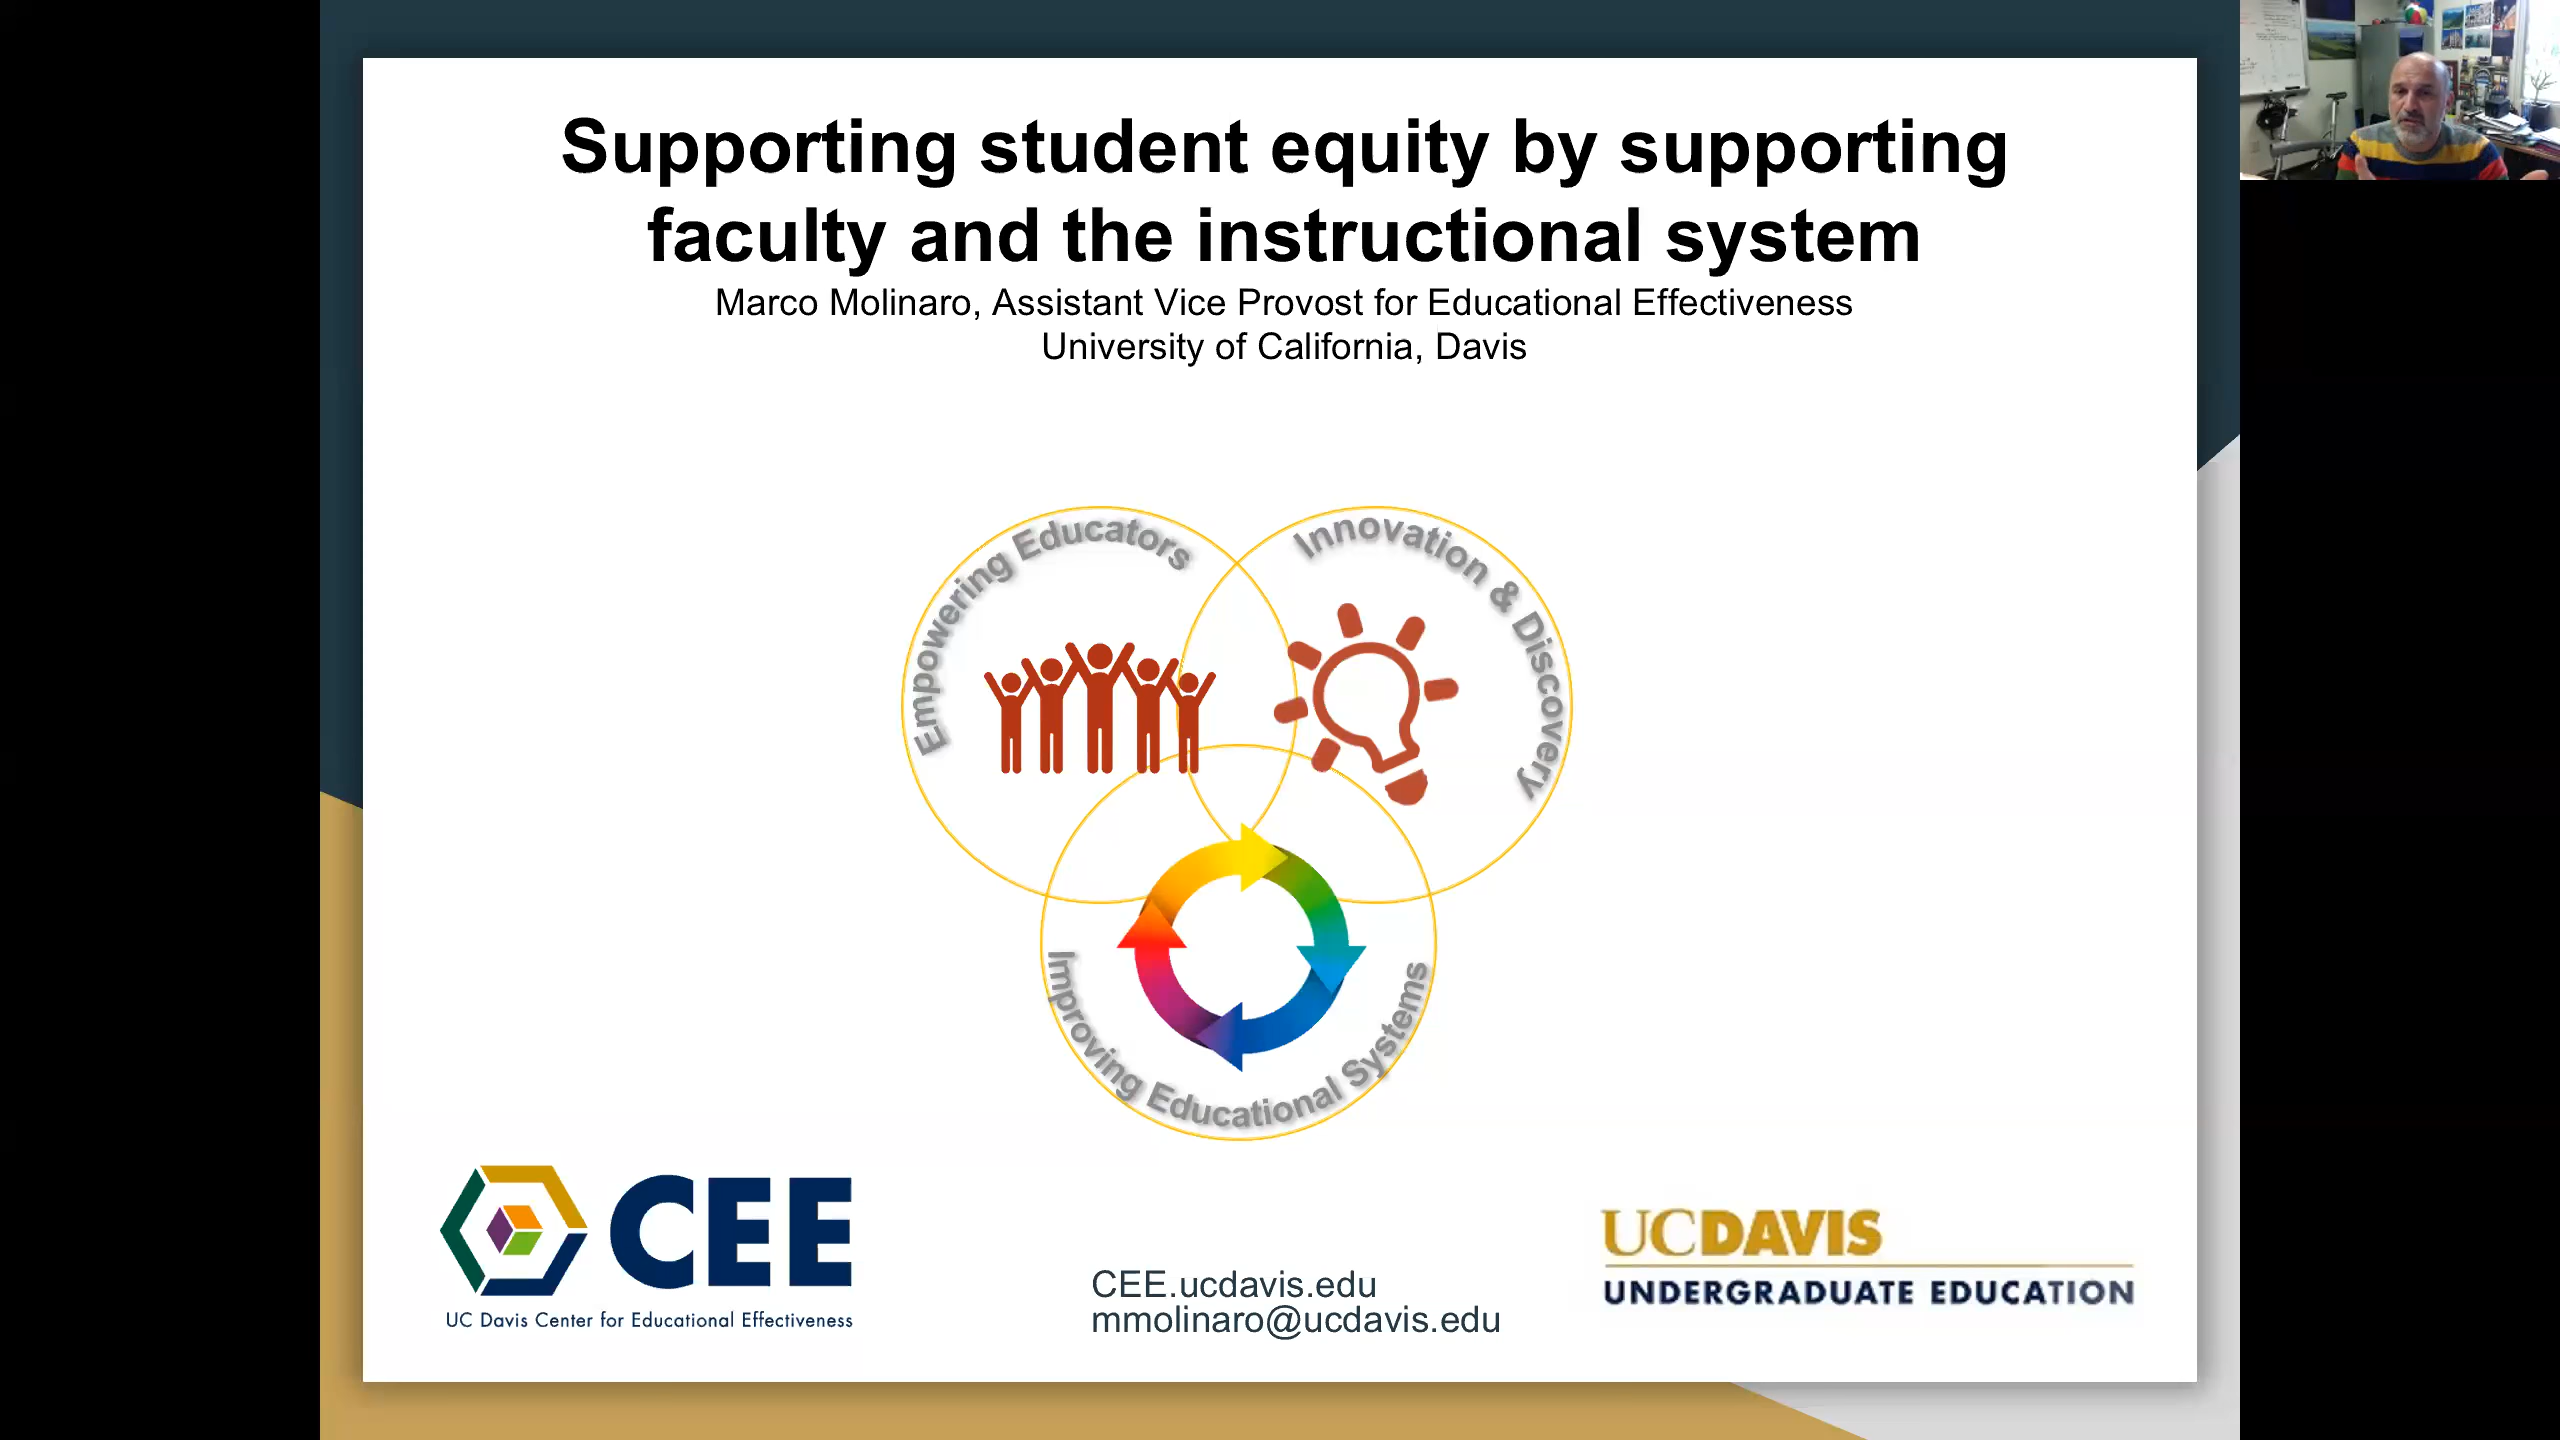 Supporting student equity by supporting
faculty and the instructional system
Marco Molinaro, Assistant Vice Provost for Educational Effectiveness
University of California, Davis
Empowering Educators
Innovation & Discovery
Improving Educational Systems
CEE
UC Davis Center for Educational Effectiveness
CEE.ucdavis.edu
mmolinaro@ucdavis.edu
UCDAVIS
UNDERGRADUATE EDUCATION